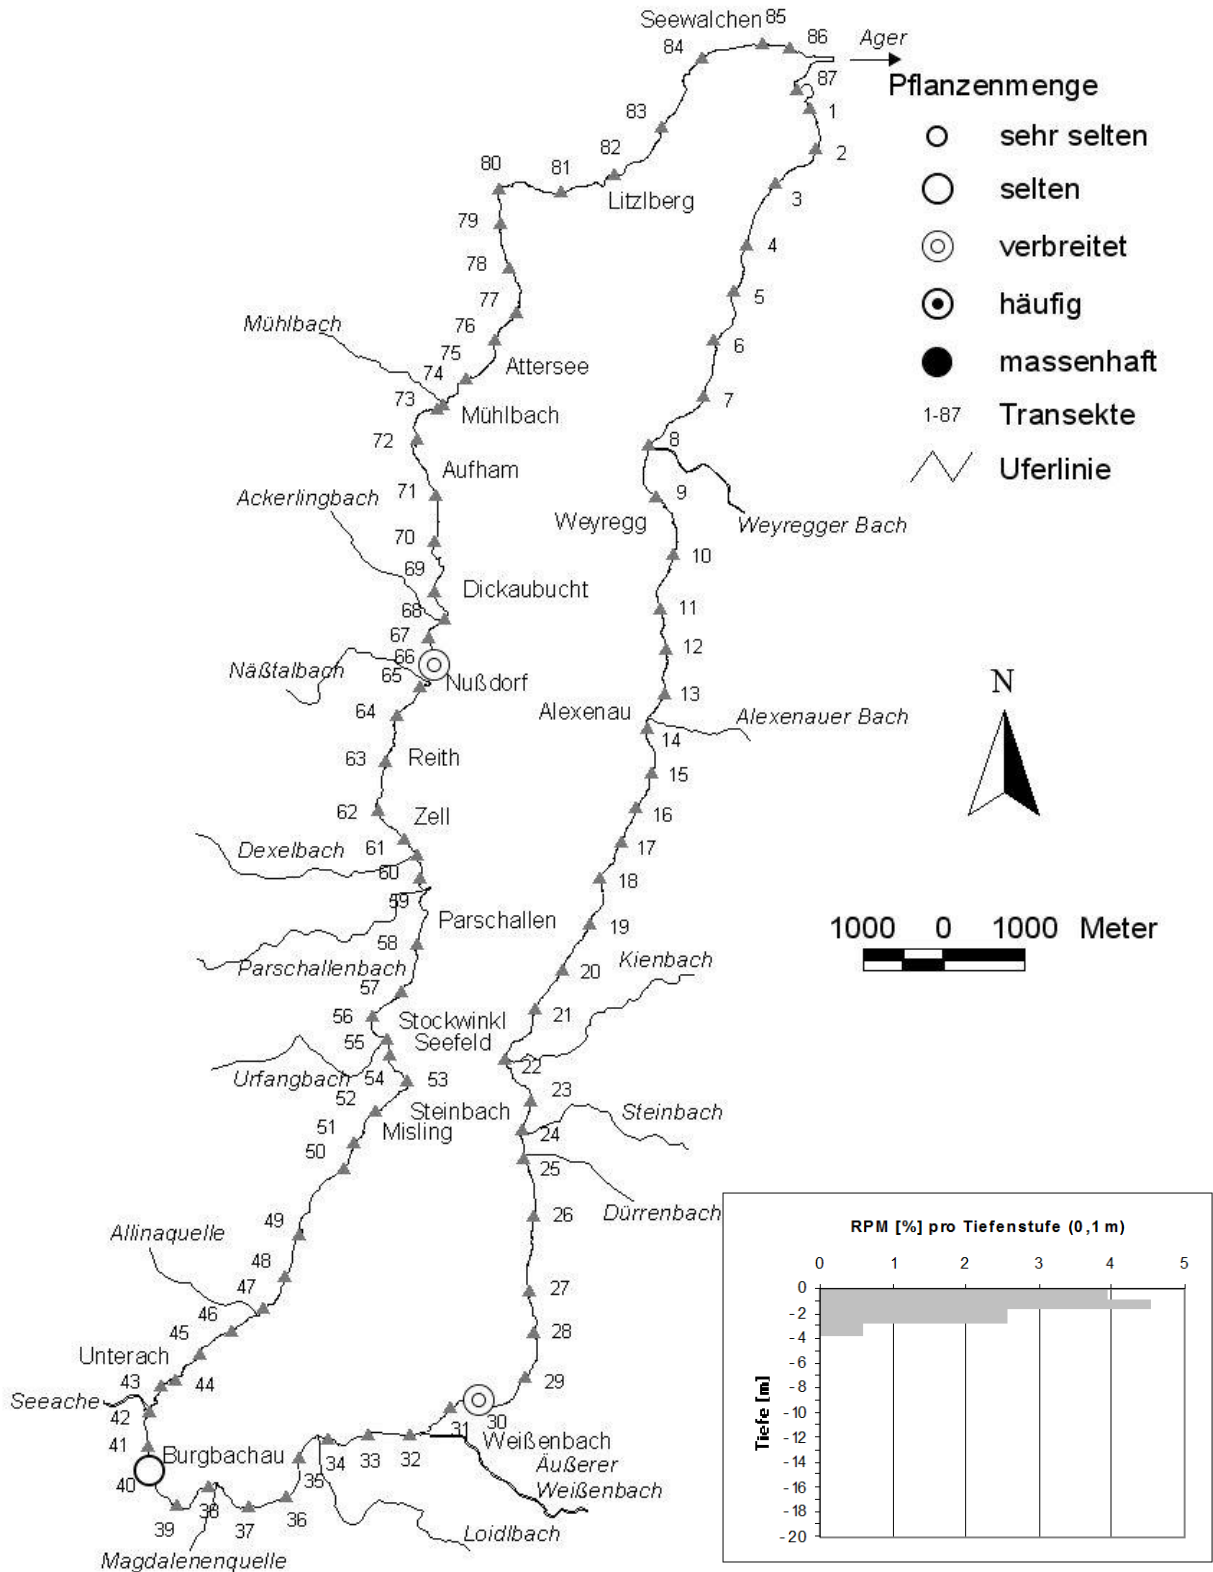 Seewalchen
85
86
84
Ager
87
Pflanzenmenge
1
sehr selten
83
2
82
80
81
3
selten
Litzlberg
79
4
verbreitet
78
5
häufig
77
Mühlbach
76
6
75
Attersee
massenhaft
74
7
73
Mühlbach
1-87
Transekte
72
8
Aufham
Uferlinie
71
9
Ackerlingbach
Weyregg
Weyregger Bach
70
10
69
Dickaubucht
11
68
67
12
66
Näßtalbach
65
Nußdorf
N
13
64
Alexenau
Alexenauer Bach
14
63
Reith
15
62
Zell
16
61
Dexelbach
17
60
18
59
Parschallen
19
1000
0
1000
Meter
58
Kienbach
Parschallenbach
20
57
56
Stockwinkl
21
55
Seefeld
22
Urfangbach
54
53
23
52
Steinbach
Steinbach
51
Misling
24
50
25
Dürrenbach
26
49
Allinaquelle
48
47
27
46
45
28
Unterach
43
44
29
Seeache
42
31
30
41
Burgbachau
34
33
32
Weißenbach
Äußerer
Weißenbach
40
35
39
38
37
36
Loidlbach
Magdalenenquelle
RPM [%] pro Tiefenstufe (0,1 m)
0
1
2
3
4
5
0
-2
-4
-6
-8
-10
-12
-14
-16
-18
-20
Tiefe [m]